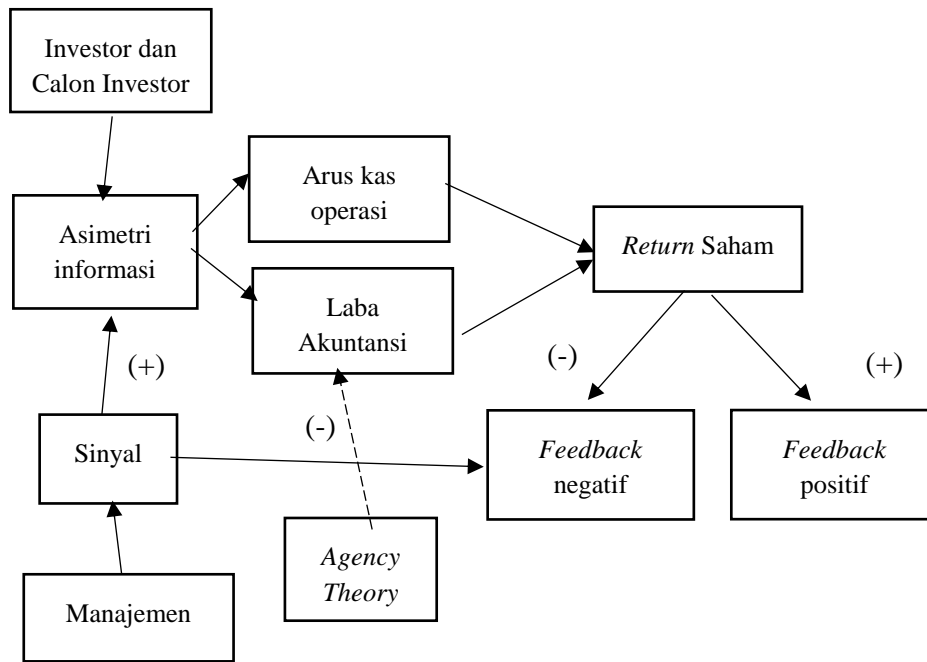 Investor dan
Calon Investor
Arus kas
operasi
Asimetri
informasi
Return Saham
Laba
Akuntansi
(+)
(-)
(-)
(+)
Sinyal
Feedback
negatif
Feedback
positif
Agency
Theory
Manajemen